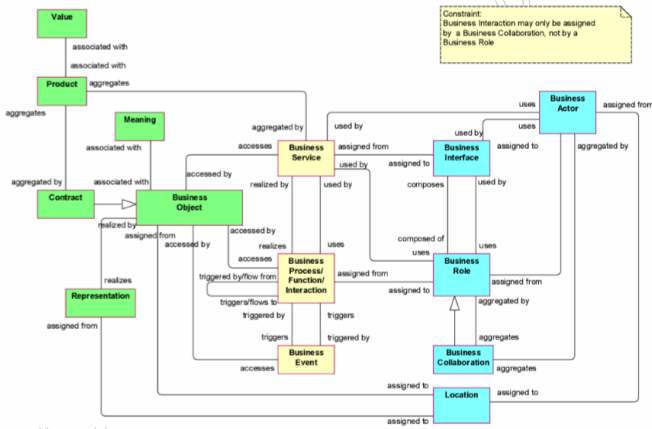 Value
Constraint:
Business Interaction may only be assigned
by a Business Collaboration, not by a
Business Role
associated with
associated with
Product
aggregates
Business
Actor
aggregates
uses
assigned from
Meaning
aggregated by
used by
uses
associated with
accesses
Business
Service
assigned from
used by
Business
Interface
assigned to
aggregated by
assigned to
used by
accessed by
aggregated by
associated with
realized by
used by
composes
used by
Contract
Business
Object
realized by
assigned from
accessed by
accessed by
composed of
realizes
uses
uses
uses
accesses
Business
Process/
Function/
Interaction
Business
Role
triggered by/flow from
assigned from
assigned from
realizes
Representation
assigned to
triggers/flows to
aggregated by
triggered by
triggers
assigned from
triggers
triggered by
aggregates
Business
Event
Business
Collaboration
accesses
aggregates
assigned to
Location
assigned to
assigned to